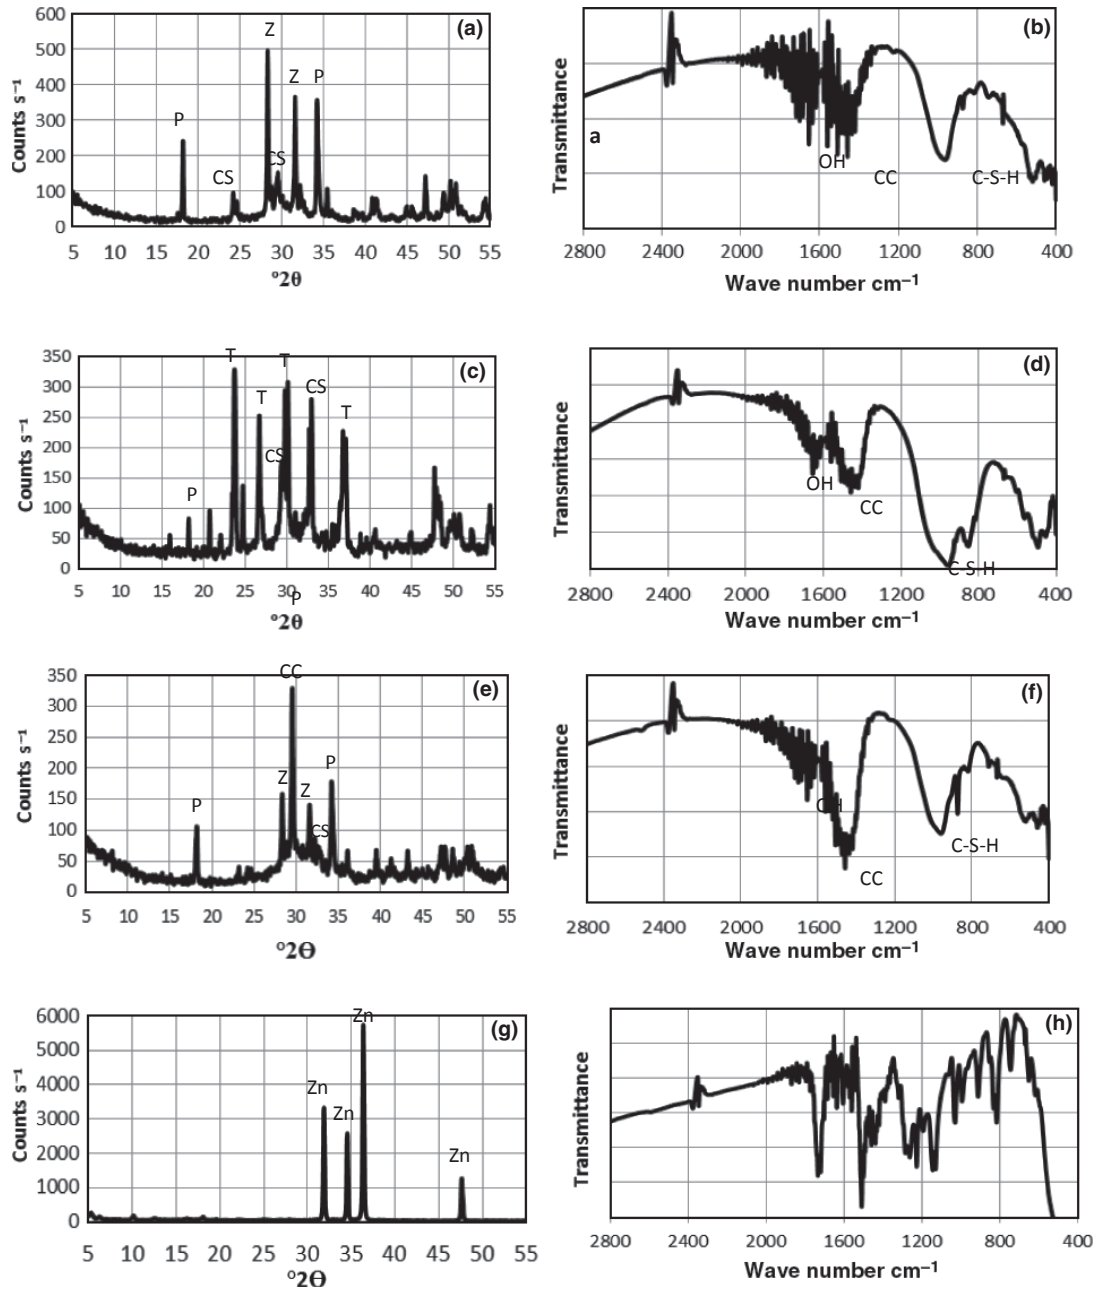 (a)
Counts s⁻¹
600
500
400
300
200
100
0
P
CS
Z
CS
Z
P
5 10 15 20 25 30 35 40 45 50 55
°2θ
(b)
Transmittance
a
OH
CC
C-S-H
2800 2400 2000 1600 1200 800 400
Wave number cm⁻¹
(c)
Counts s⁻¹
350
300
250
200
150
100
50
0
P
T
T
CS
T
CS
T
5 10 15 20 25 30 35 40 45 50 55
P
°2θ
(d)
Transmittance
OH
CC
C-S-H
2800 2400 2000 1600 1200 800 400
Wave number cm⁻¹
(e)
Counts s⁻¹
350
300
250
200
150
100
50
0
P
Z
CC
Z
CS
P
5 10 15 20 25 30 35 40 45 50 55
°2Θ
(f)
Transmittance
OH
CC
C-S-H
2800 2400 2000 1600 1200 800 400
Wave number cm⁻¹
(g)
Counts s⁻¹
6000
5000
4000
3000
2000
1000
0
Zn
Zn
Zn
Zn
5 10 15 20 25 30 35 40 45 50 55
°2Θ
(h)
Transmittance
2800 2400 2000 1600 1200 800 400
Wave number cm⁻¹